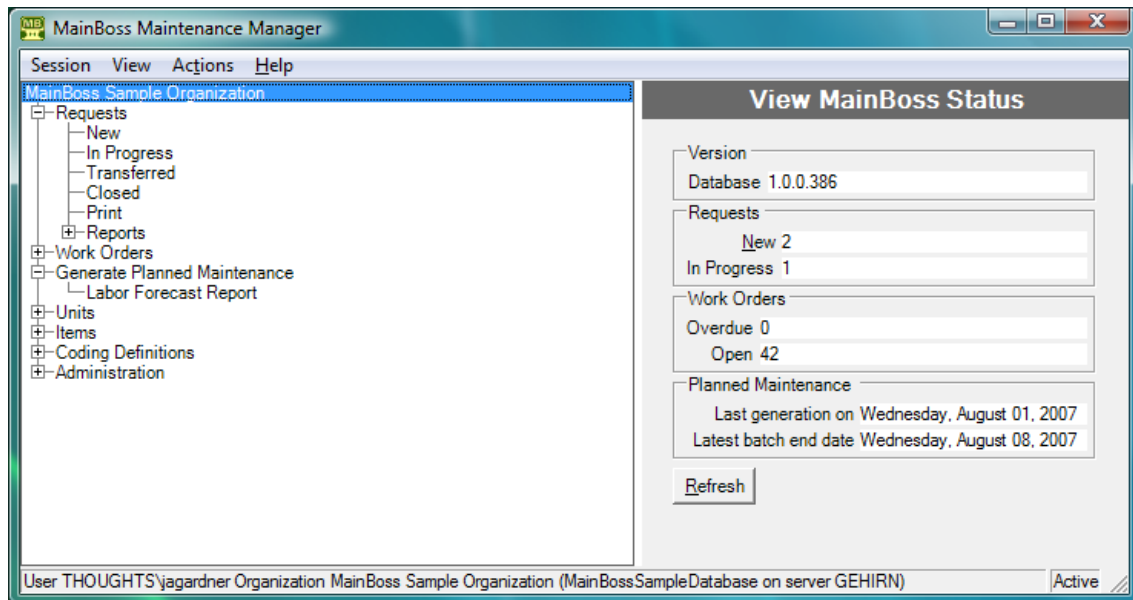 MB
MainBoss Maintenance Manager
Session View Actions Help
MainBoss Sample Organization
Requests
New
In Progress
Transferred
Closed
Print
Reports
Work Orders
Generate Planned Maintenance
Labor Forecast Report
Units
Items
Coding Definitions
Administration
View MainBoss Status
Version
Database 1.0.0.386
Requests
New 2
In Progress 1
Work Orders
Overdue 0
Open 42
Planned Maintenance
Last generation on Wednesday, August 01, 2007
Latest batch end date Wednesday, August 08, 2007
Refresh
User THOUGHTS\jagardner Organization MainBoss Sample Organization (MainBossSampleDatabase on server GEHIRN) Active